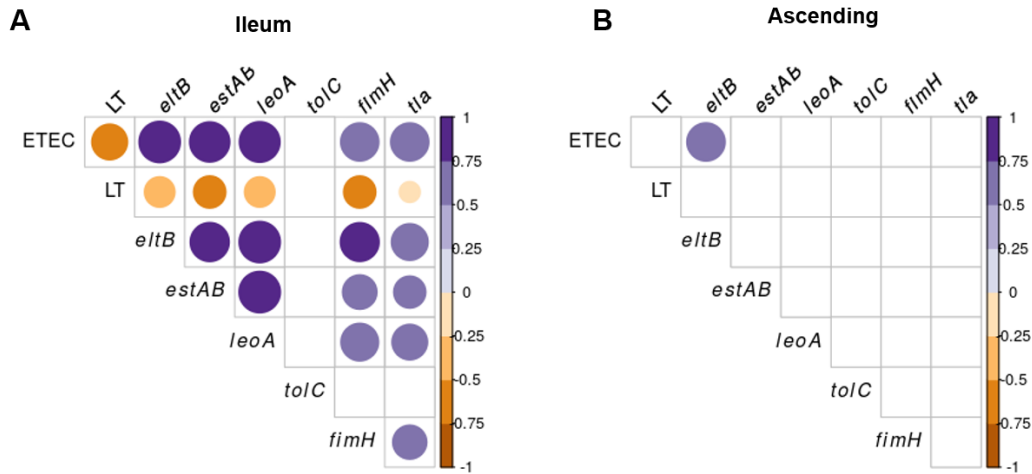 A
Ileum
LT eltB estAB leoA tolC fimH tia
ETEC
LT
eltB
estAB
leoA
tolC
fimH
1
0.75
0.5
0.25
0
-0.25
-0.5
-0.75
-1
B
Ascending
LT eltB estAB leoA tolC fimH tia
ETEC
LT
eltB
estAB
leoA
tolC
fimH
1
0.75
0.5
0.25
0
-0.25
-0.5
-0.75
-1